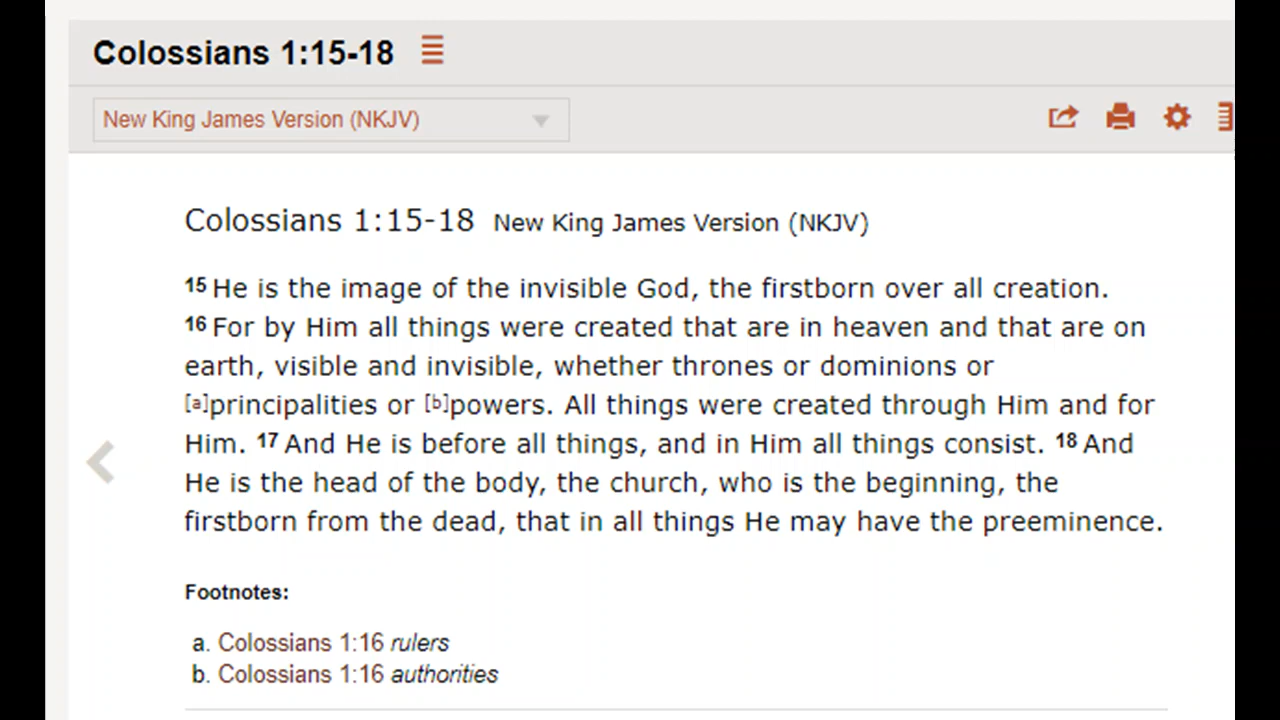 Colossians 1:15-18
New King James Version (NKJV)
Colossians 1:15-18 New King James Version (NKJV)
15 He is the image of the invisible God, the firstborn over all creation.
16 For by Him all things were created that are in heaven and that are on
earth, visible and invisible, whether thrones or dominions or
[a]principalities or [b]powers. All things were created through Him and for
Him. 17 And He is before all things, and in Him all things consist. 18 And
He is the head of the body, the church, who is the beginning, the
firstborn from the dead, that in all things He may have the preeminence.
Footnotes:
a. Colossians 1:16 rulers
b. Colossians 1:16 authorities